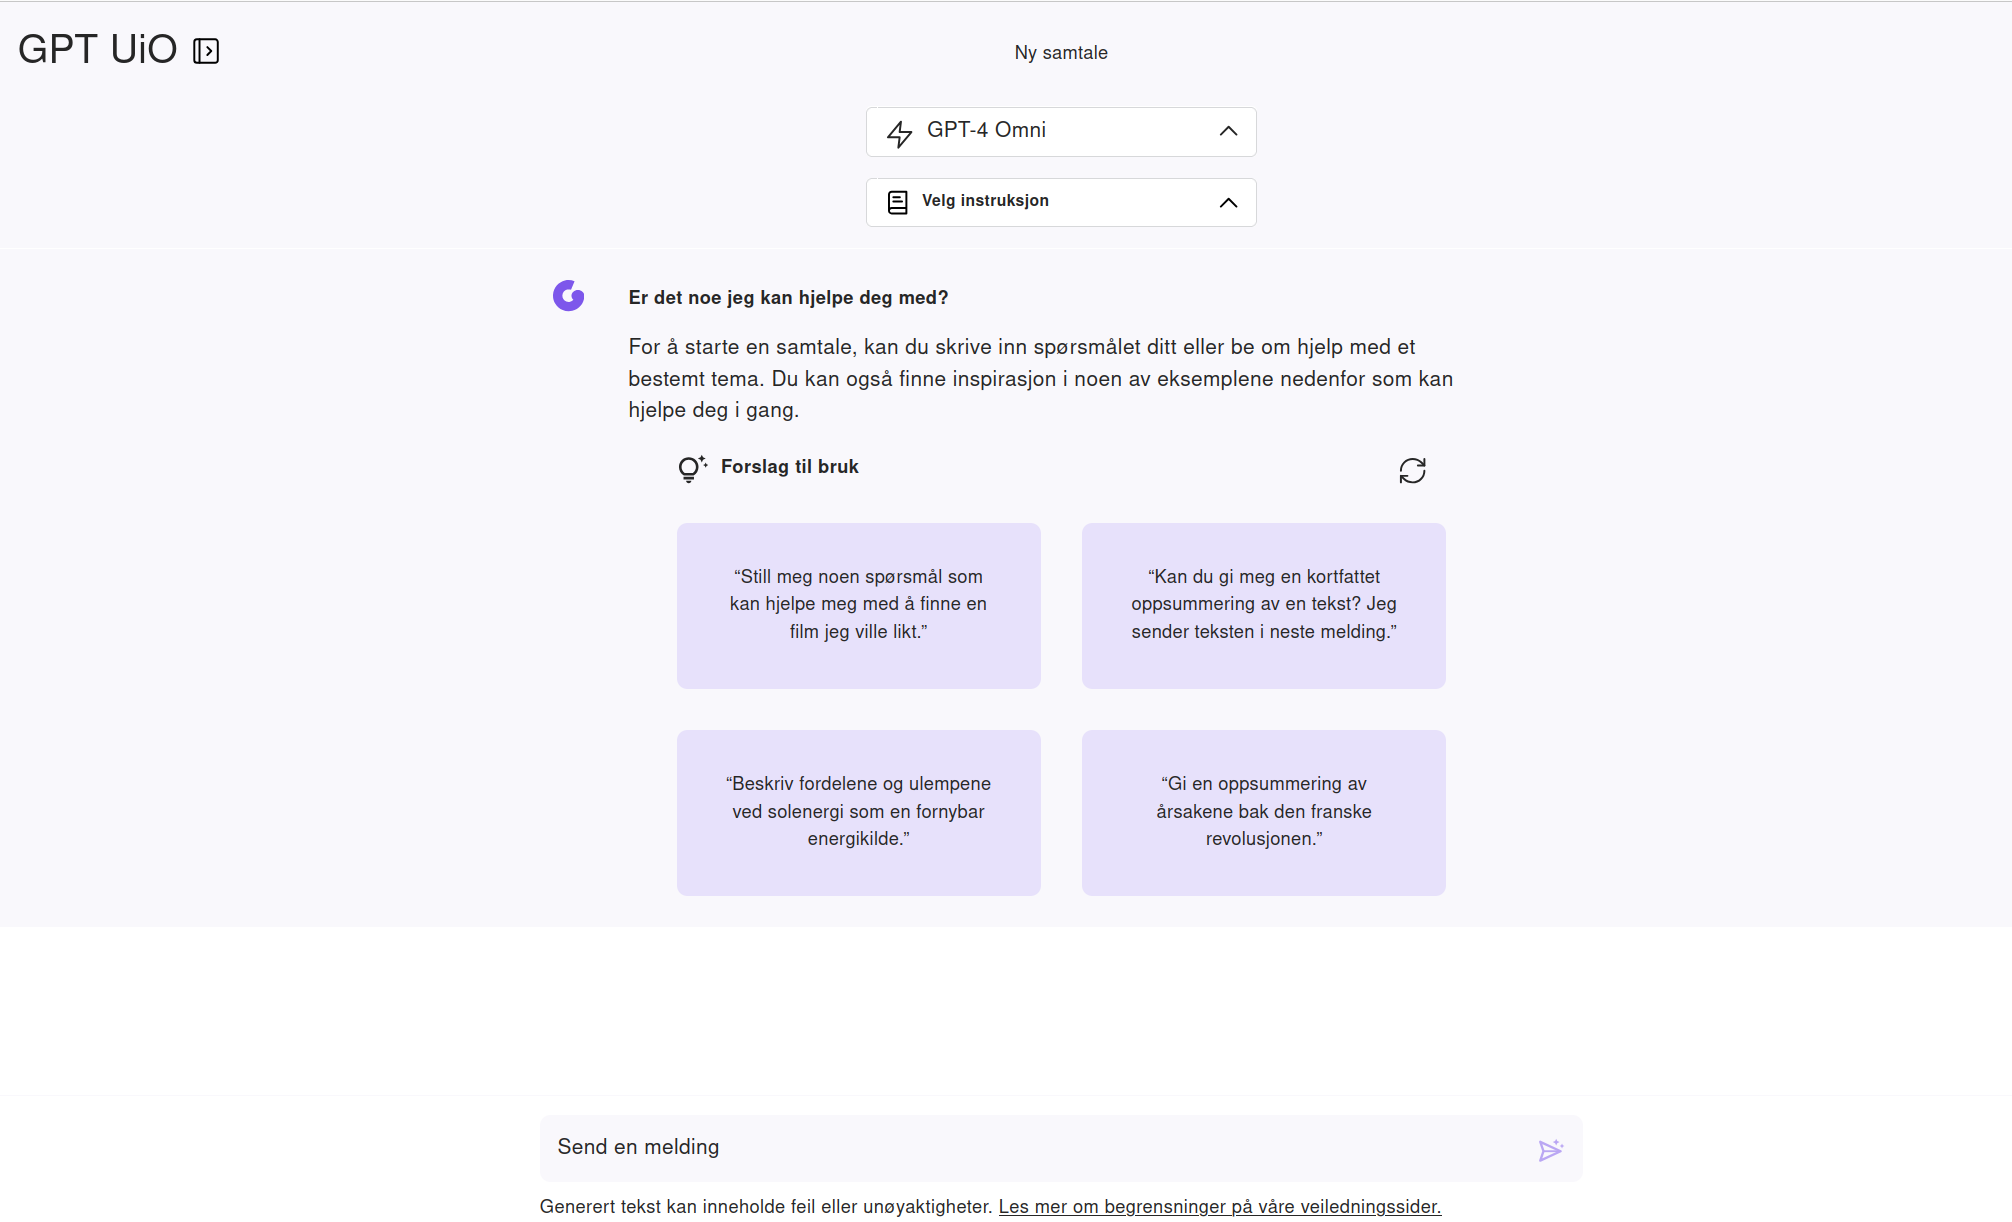 GPT UiO
Ny samtale
GPT-4 Omni
Velg instruksjon
Er det noe jeg kan hjelpe deg med?
For å starte en samtale, kan du skrive inn spørsmålet ditt eller be om hjelp med et
bestemt tema. Du kan også finne inspirasjon i noen av eksemplene nedenfor som kan
hjelpe deg i gang.
Forslag til bruk
“Still meg noen spørsmål som
kan hjelpe meg med å finne en
film jeg ville likt.”
“Kan du gi meg en kortfattet
oppsummering av en tekst? Jeg
sender teksten i neste melding.”
“Beskriv fordelene og ulempene
ved solenergi som en fornybar
energikilde.”
“Gi en oppsummering av
årsakene bak den franske
revolusjonen.”
Send en melding
Generert tekst kan inneholde feil eller unøyaktigheter. Les mer om begrensninger på våre veiledningssider.